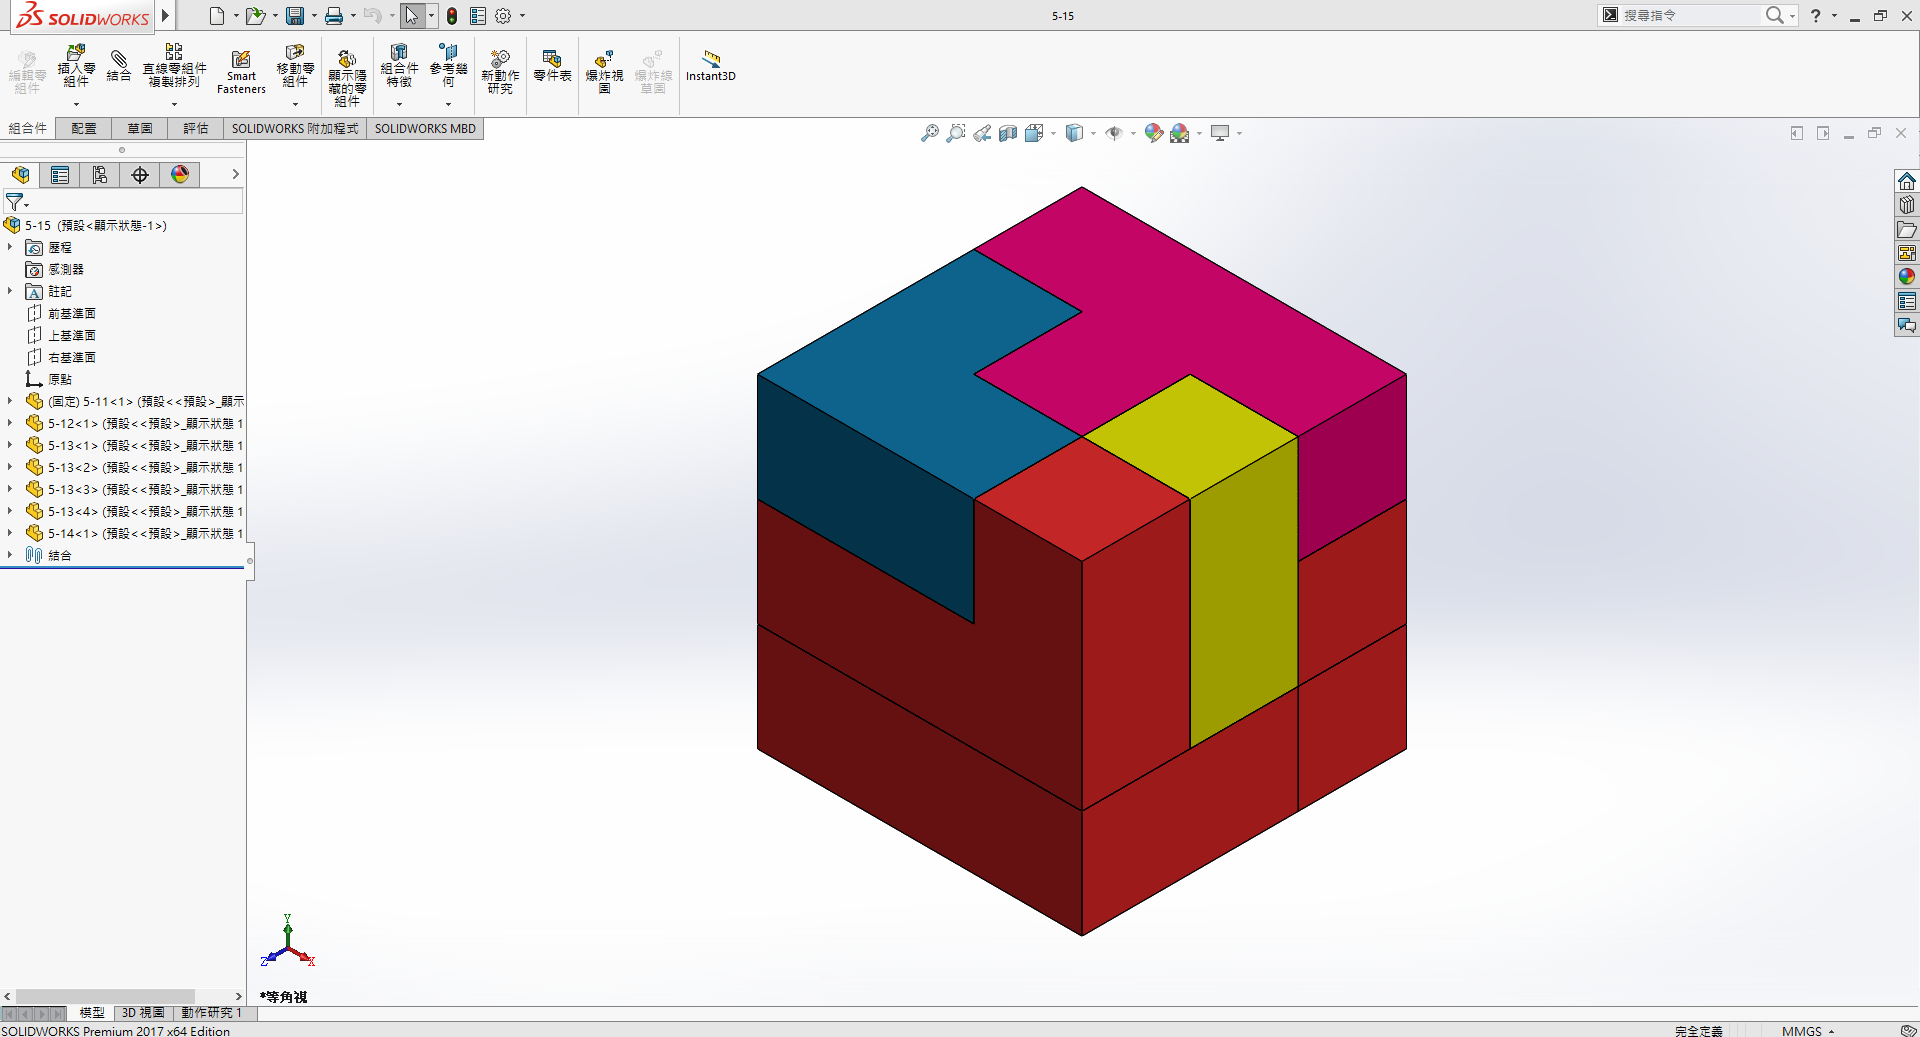 SOLIDWORKS
5-15
搜尋指令
編輯零組件
插入零組件
結合
直線零組件複製排列
Smart Fasteners
移動零組件
顯示隱藏的零組件
組合件特徵
參考幾何
新動作研究
零件表
爆炸視圖
爆炸線草圖
Instant3D
組合件
配置
草圖
評估
SOLIDWORKS 附加程式
SOLIDWORKS MBD
5-15 (預設<顯示狀態-1>)
歷程
感測器
註記
前基準面
上基準面
右基準面
原點
(固定) 5-11<1> (預設<<預設>_顯示
5-12<1> (預設<<預設>_顯示狀態 1
5-13<1> (預設<<預設>_顯示狀態 1
5-13<2> (預設<<預設>_顯示狀態 1
5-13<3> (預設<<預設>_顯示狀態 1
5-13<4> (預設<<預設>_顯示狀態 1
5-14<1> (預設<<預設>_顯示狀態 1
結合
Y
Z
X
*等角視
模型
3D 視圖
動作研究 1
SOLIDWORKS Premium 2017 x64 Edition
完全定義
MMGS